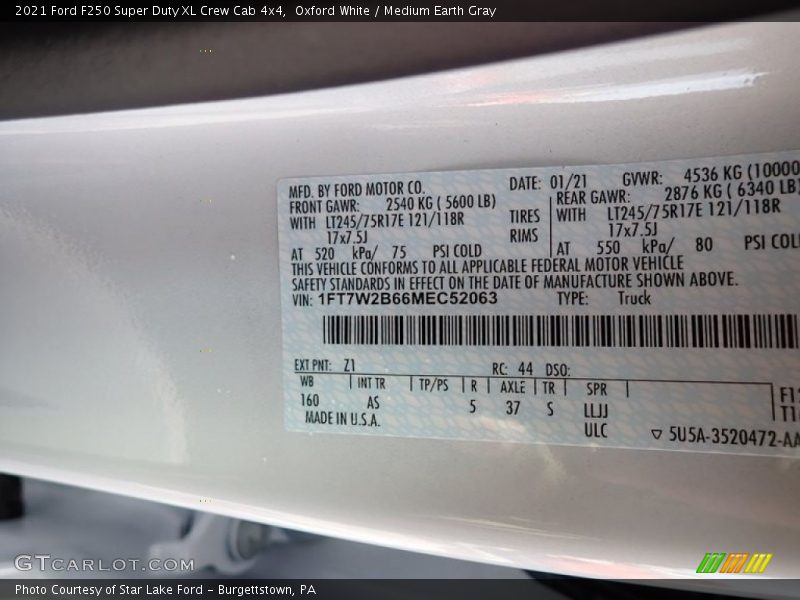 2021 Ford F250 Super Duty XL Crew Cab 4x4, Oxford White / Medium Earth Gray
MFD. BY FORD MOTOR CO. DATE: 01/21 GVWR: 4536 KG (10000
FRONT GAWR: 2540 KG ( 5600 LB) REAR GAWR: 2876 KG ( 6340 LB)
WITH LT245/75R17E 121/118R TIRES WITH LT245/75R17E 121/118R
17x7.5J RIMS 17x7.5J
AT 520 kPa/ 75 PSI COLD AT 550 kPa/ 80 PSI COL
THIS VEHICLE CONFORMS TO ALL APPLICABLE FEDERAL MOTOR VEHICLE
SAFETY STANDARDS IN EFFECT ON THE DATE OF MANUFACTURE SHOWN ABOVE.
VIN: 1FT7W2B66MEC52063 TYPE: Truck
EXT PNT: Z1 RC: 44 DSO:
WB INT TR TP/PS R AXLE TR SPR
160 AS 5 37 S LLJJ
MADE IN U.S.A. ULC 5U5A-3520472-AA
GTCARLOT.COM
Photo Courtesy of Star Lake Ford - Burgettstown, PA